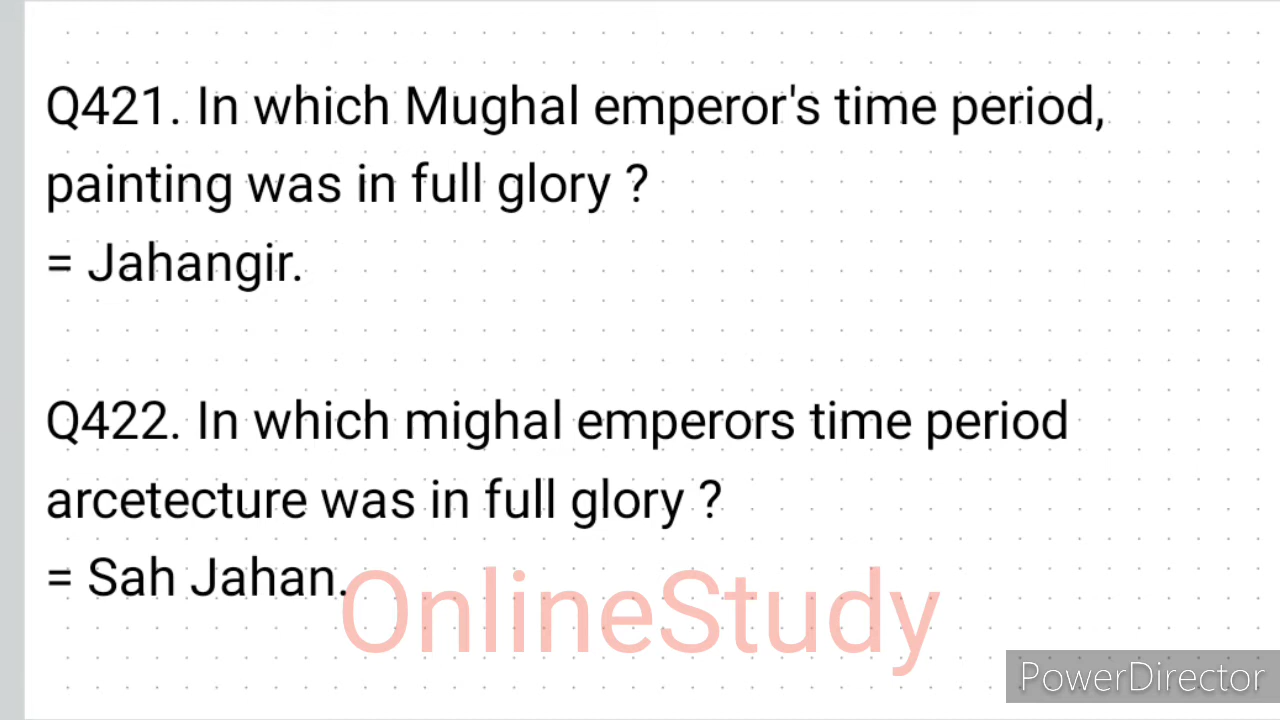 Q421. In which Mughal emperor's time period,
painting was in full glory ?
= Jahangir.
Q422. In which mighal emperors time period
arcetecture was in full glory ?
= Sah Jahan.
OnlineStudy
PowerDirector